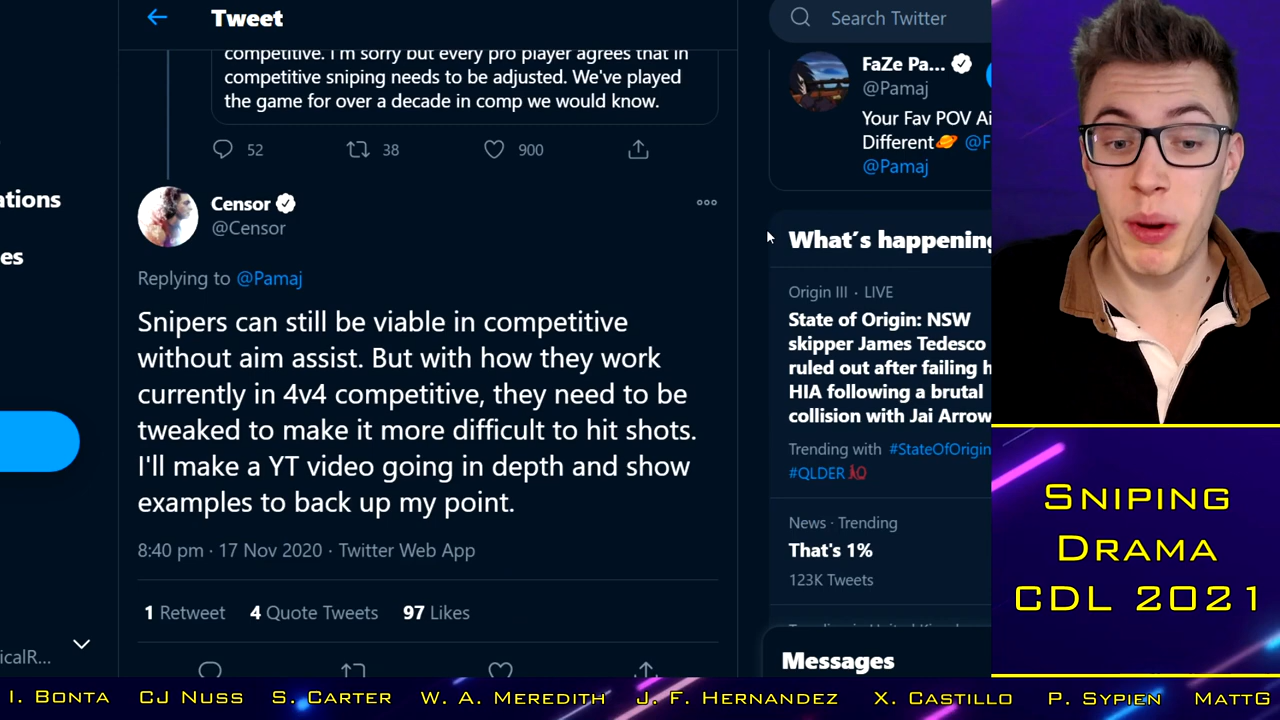 Tweet
Search Twitter
competitive. I'm sorry but every pro player agrees that in
competitive sniping needs to be adjusted. We've played
the game for over a decade in comp we would know.
52 38 900
Censor
@Censor
Replying to @Pamaj
Snipers can still be viable in competitive
without aim assist. But with how they work
currently in 4v4 competitive, they need to be
tweaked to make it more difficult to hit shots.
I'll make a YT video going in depth and show
examples to back up my point.
8:40 pm · 17 Nov 2020 · Twitter Web App
1 Retweet 4 Quote Tweets 97 Likes
ations
es
icalR...
FaZe Pa...
@Pamaj
Your Fav POV Ai
Different🪐 @F
@Pamaj
What's happening
Origin III · LIVE
State of Origin: NSW
skipper James Tedesco
ruled out after failing h
HIA following a brutal
collision with Jai Arrow
Trending with #StateOfOrigin
#QLDER
News · Trending
That's 1%
123K Tweets
Messages
SNIPING
DRAMA
CDL 2021
I. BONTA CJ NUSS S. CARTER W. A. MEREDITH J. F. HERNANDEZ X. CASTILLO P. SYPIEN MATTG